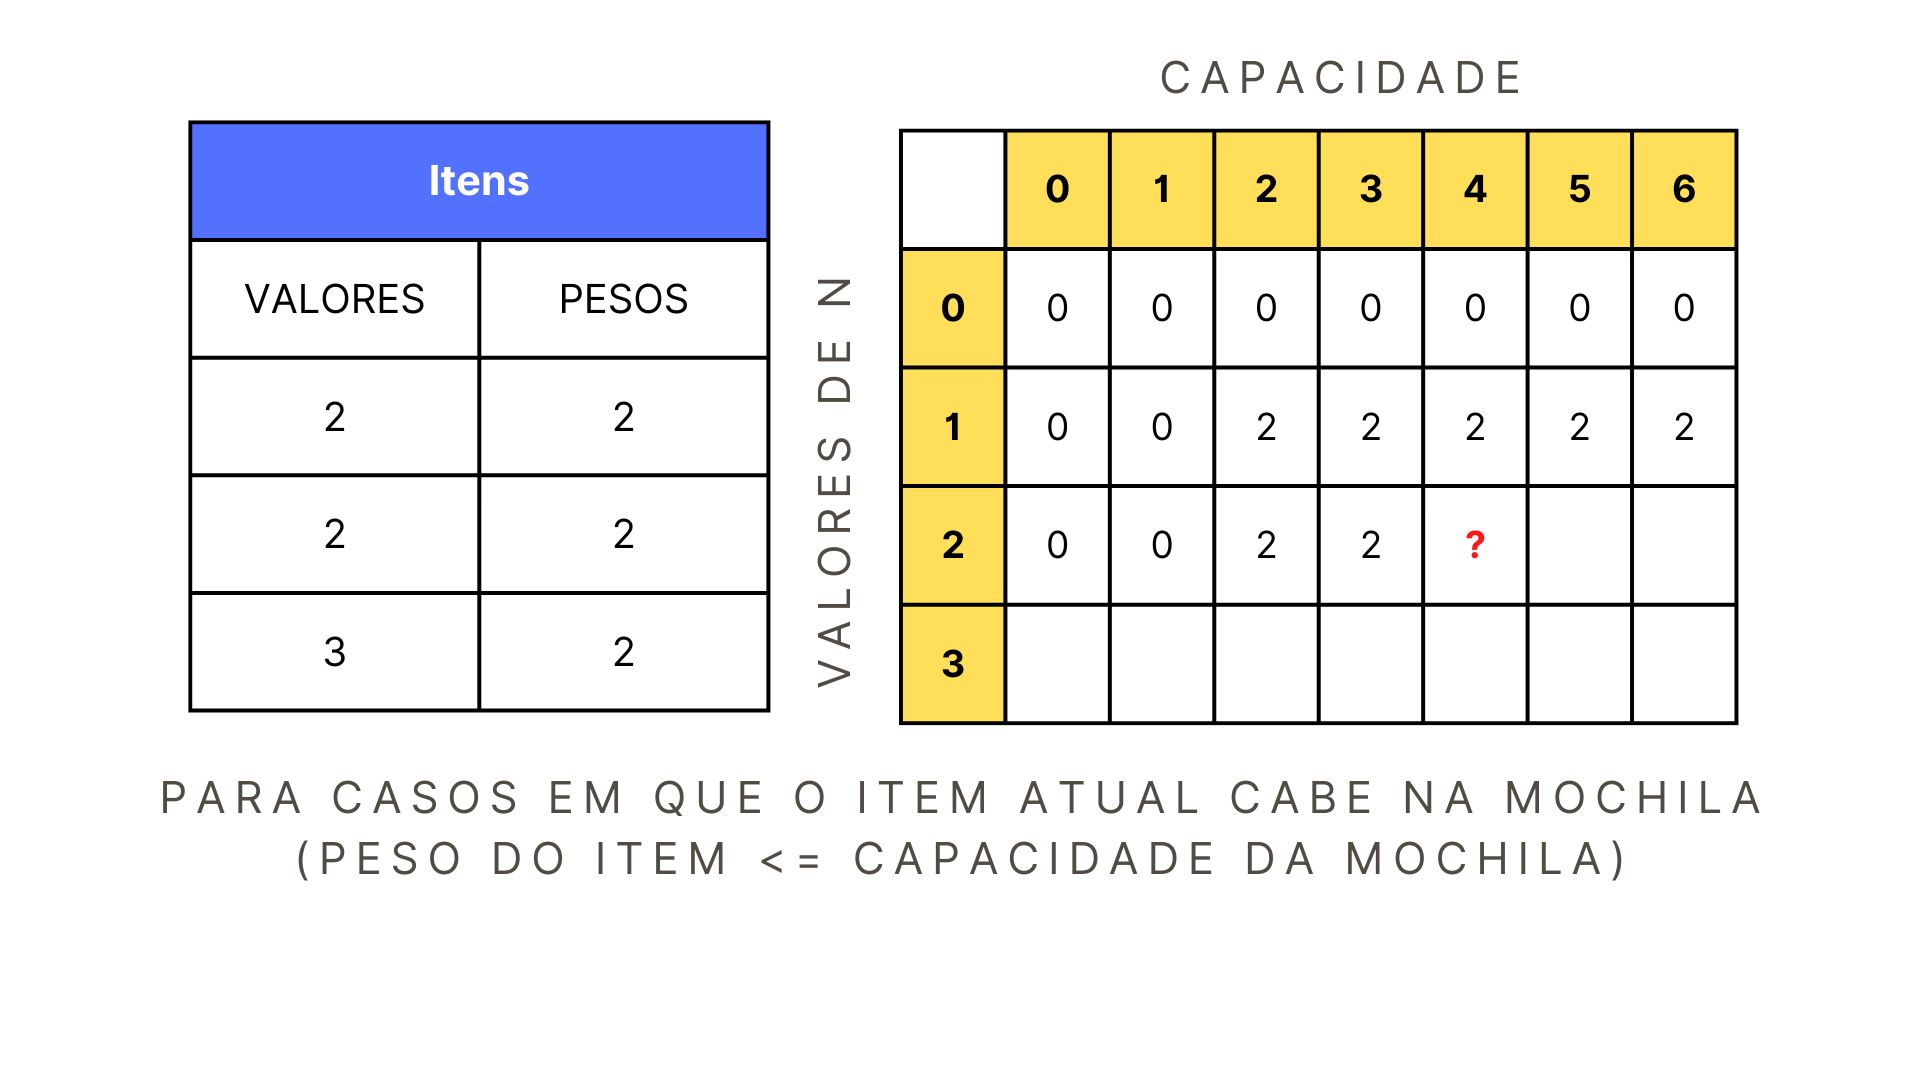 CAPACIDADE
Itens
VALORES PESOS
2 2
2 2
3 2
VALORES DE N
0 1 2 3 4 5 6
0 0 0 0 0 0 0 0
1 0 0 2 2 2 2 2
2 0 0 2 2 ?
3
PARA CASOS EM QUE O ITEM ATUAL CABE NA MOCHILA
(PESO DO ITEM <= CAPACIDADE DA MOCHILA)